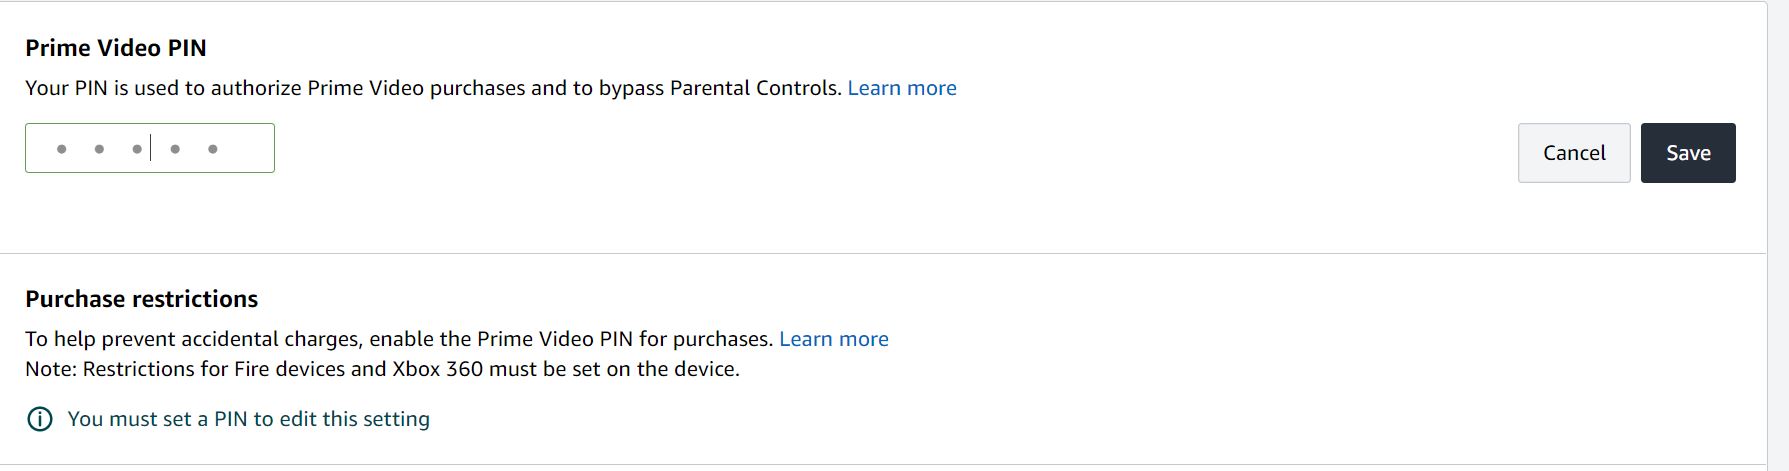 Prime Video PIN
Your PIN is used to authorize Prime Video purchases and to bypass Parental Controls. Learn more
Cancel
Save
Purchase restrictions
To help prevent accidental charges, enable the Prime Video PIN for purchases. Learn more
Note: Restrictions for Fire devices and Xbox 360 must be set on the device.
You must set a PIN to edit this setting